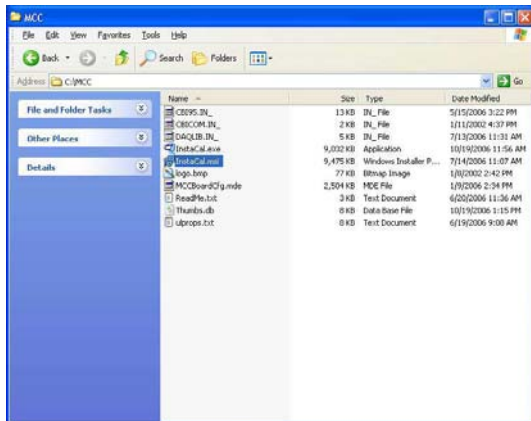 MCC
File Edit View Favorites Tools Help
Back Search Folders
Address C:\MCC Go
File and Folder Tasks
Other Places
Details
Name Size Type Date Modified
CBI95.IN_ 13 KB IN_ File 5/15/2006 3:22 PM
CBICOM.IN_ 2 KB IN_ File 1/11/2002 4:37 PM
DAQLIB.IN_ 5 KB IN_ File 7/13/2006 11:31 AM
InstaCal.exe 9,032 KB Application 10/19/2006 11:56 AM
InstaCal.msi 9,475 KB Windows Installer P... 7/14/2006 11:07 AM
logo.bmp 77 KB Bitmap Image 1/8/2002 2:42 PM
MCCBoardCfg.mde 2,504 KB MDE File 1/9/2006 2:34 PM
ReadMe.txt 3 KB Text Document 6/20/2006 11:36 AM
Thumbs.db 8 KB Data Base File 10/19/2006 1:15 PM
ulprops.txt 0 KB Text Document 6/19/2006 9:08 AM